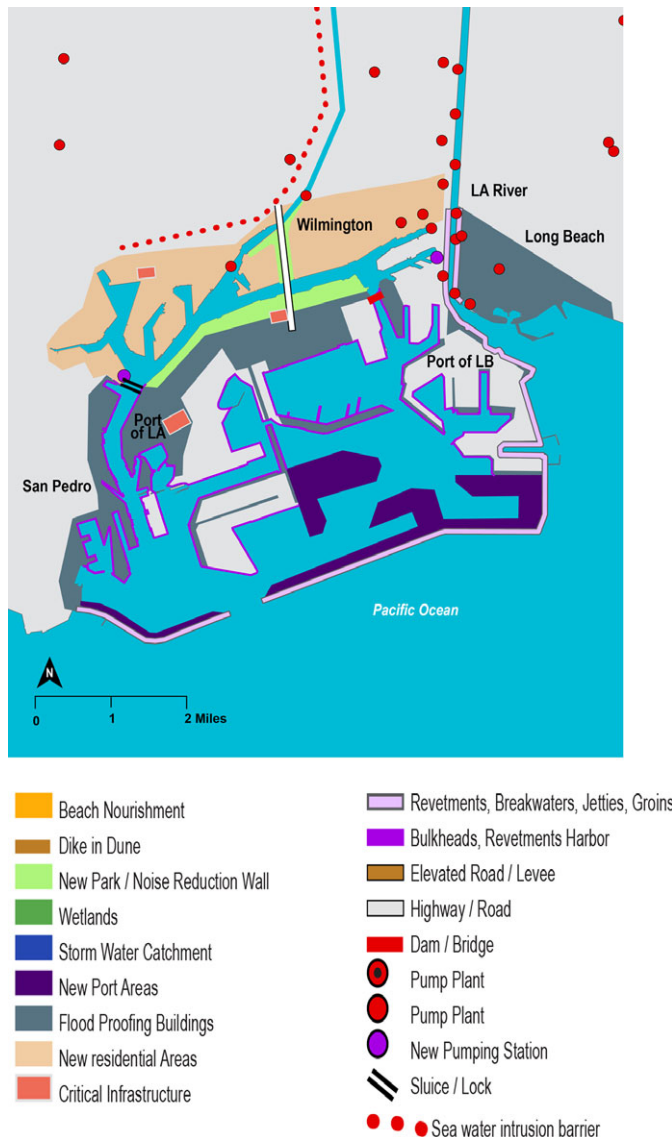 LA River
Wilmington
Long Beach
Port of LB
Port
of LA
San Pedro
Pacific Ocean
N
0 1 2 Miles
Beach Nourishment
Dike in Dune
New Park / Noise Reduction Wall
Wetlands
Storm Water Catchment
New Port Areas
Flood Proofing Buildings
New residential Areas
Critical Infrastructure
Revetments, Breakwaters, Jetties, Groins
Bulkheads, Revetments Harbor
Elevated Road / Levee
Highway / Road
Dam / Bridge
Pump Plant
Pump Plant
New Pumping Station
Sluice / Lock
Sea water intrusion barrier